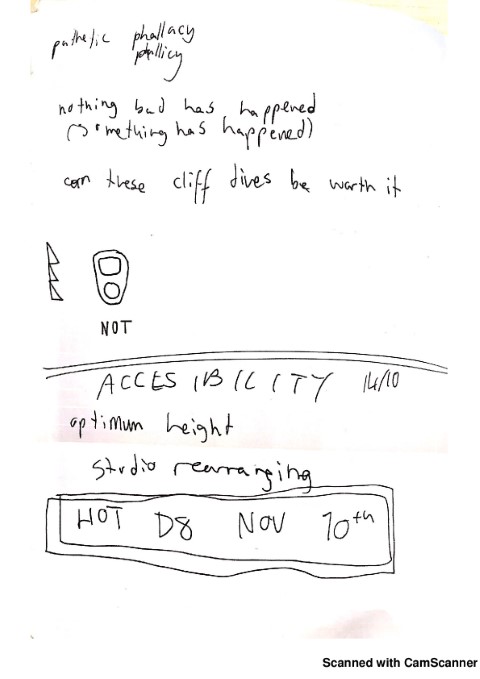 pathetic phallacy
phallicy
nothing bad has happened
(something has happened)
can these cliff dives be worth it
NOT
ACCESSIBILITY 14/10
optimum height
studio rearranging
HOT D8 NOV 10th
Scanned with CamScanner